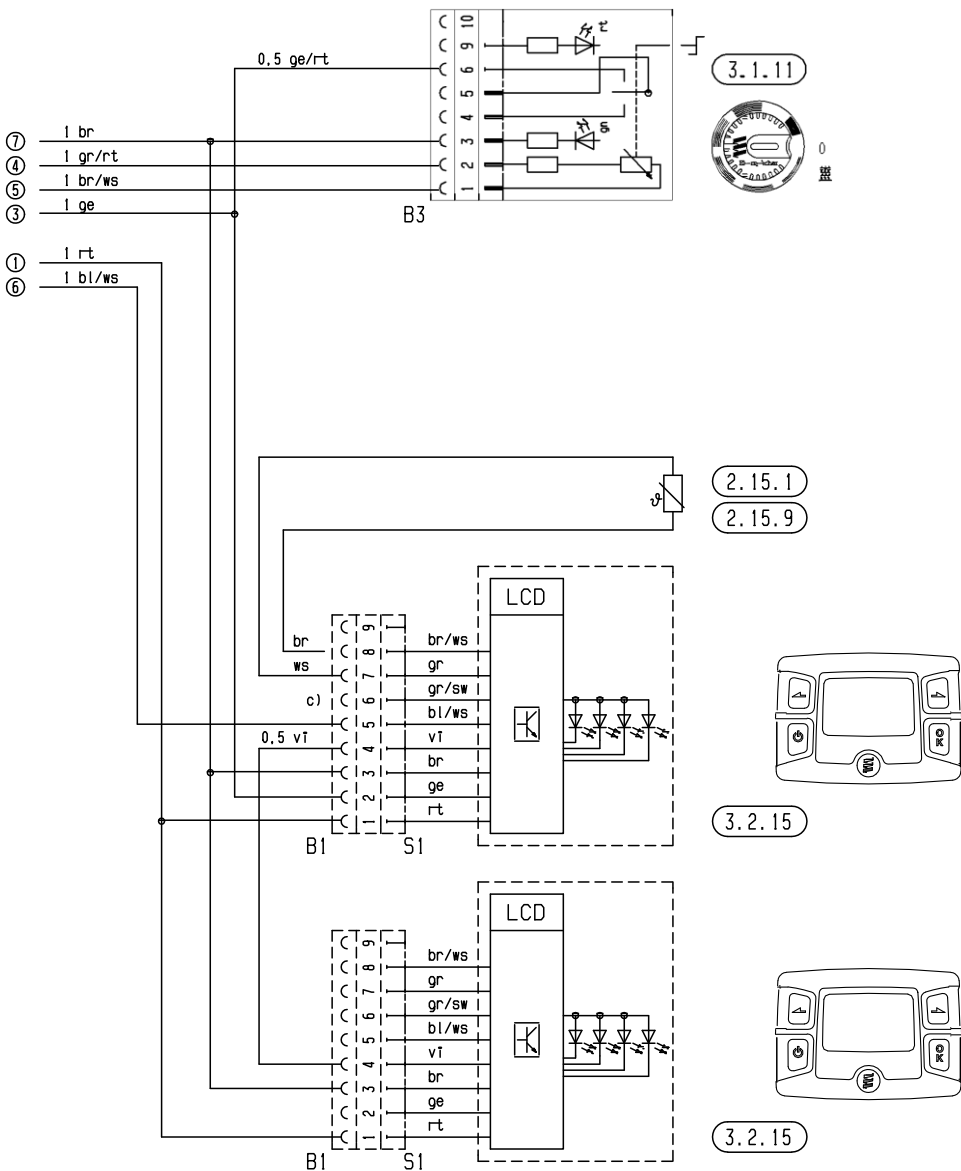 10
9
rt
0,5 ge/rt
6
3.1.11
5
4
⑦ 1 br
3
gn
④ 1 gr/rt
2
0
⑤ 1 br/ws
1
③ 1 ge
B3
① 1 rt
⑥ 1 bl/ws
2.15.1
ϑ
2.15.9
LCD
9
br 8 br/ws
ws 7 gr
c) 6 gr/sw
5 bl/ws
0,5 vi 4 vi
3 br
OK
2 ge
1 rt
3.2.15
B1 S1
LCD
9
8 br/ws
7 gr
6 gr/sw
5 bl/ws
4 vi
3 br
OK
2 ge
1 rt
3.2.15
B1 S1